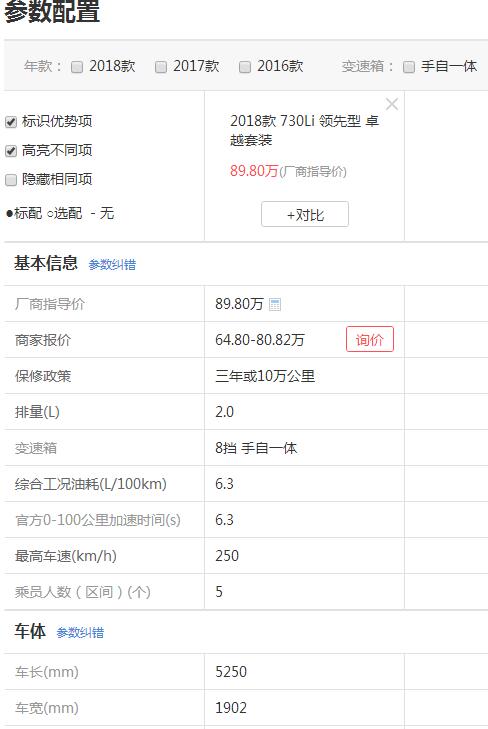 参数配置
年款： 2018款 2017款 2016款 变速箱： 手自一体
标识优势项
高亮不同项
隐藏相同项
●标配 ○选配 - 无
2018款 730Li 领先型 卓
越套装
89.80万(厂商指导价)
+对比
基本信息 参数纠错
厂商指导价 89.80万
商家报价 64.80-80.82万 询价
保修政策 三年或10万公里
排量(L) 2.0
变速箱 8挡 手自一体
综合工况油耗(L/100km) 6.3
官方0-100公里加速时间(s) 6.3
最高车速(km/h) 250
乘员人数（区间）(个) 5
车体 参数纠错
车长(mm) 5250
车宽(mm) 1902